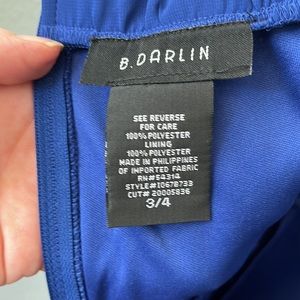 B.DARLIN
SEE REVERSE
FOR CARE
100% POLYESTER
LINING
100% POLYESTER
MADE IN PHILIPPINES
OF IMPORTED FABRIC
RN#54314
STYLE#10678733
CUT# 20005836
3/4